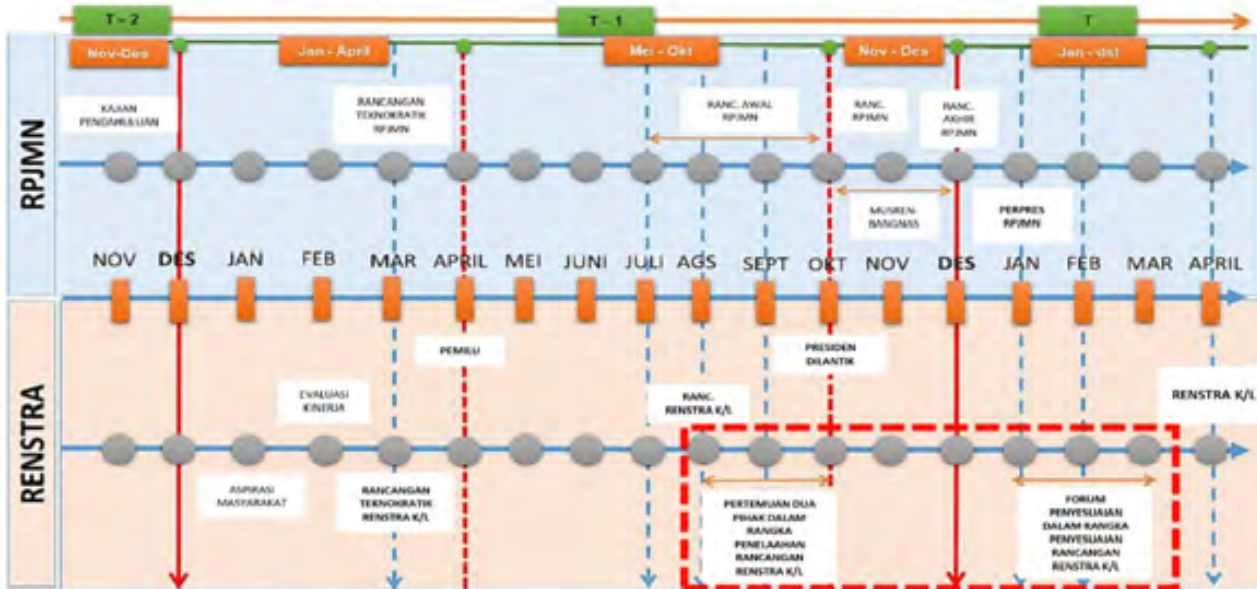 T - 2
T - 1
T
Nov-Des
Jan - April
Mei - Okt
Nov - Des
Jan - dst
RPJMN
KAJIAN
PENDAHULUAN
RANCANGAN
TEKNOKRATIK
RPJMN
RANC. AWAL
RPJMN
RANC.
RPJMN
RANC.
AKHIR
RPJMN
MUSREN-
BANGNAS
PERPRES
RPJMN
NOV
DES
JAN
FEB
MAR
APRIL
MEI
JUNI
JULI
AGS
SEPT
OKT
NOV
DES
JAN
FEB
MAR
APRIL
RENSTRA
PEMILU
PRESIDEN
DILANTIK
EVALUASI
KINERJA
RANC.
RENSTRA K/L
RENSTRA K/L
ASPIRASI
MASYARAKAT
RANCANGAN
TEKNOKRATIK
RENSTRA K/L
PERTEMUAN DUA
PIHAK DALAM
RANGKA
PENELAAHAN
RANCANGAN
RENSTRA K/L
FORUM
PENYESUAIAN
DALAM RANGKA
PENYESUAIAN
RANCANGAN
RENSTRA K/L